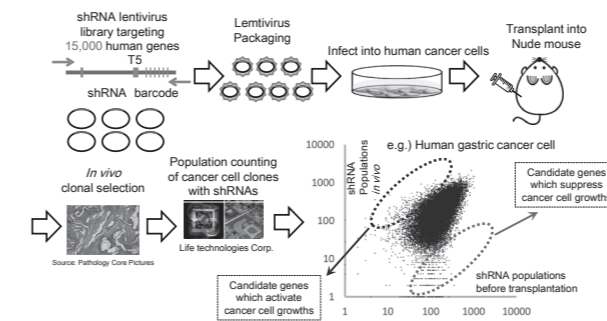 shRNA lentivirus
library targeting
15,000 human genes
T5
shRNA barcode
Lemtivirus
Packaging
Infect into human cancer cells
Transplant into
Nude mouse
In vivo
clonal selection
Source: Pathology Core Pictures
Population counting
of cancer cell clones
with shRNAs
Life technologies Corp.
e.g.) Human gastric cancer cell
10000
1000
100
10
1
shRNA
Populations
in vivo
Candidate genes
which suppress
cancer cell growths
Candidate genes
which activate
cancer cell growths
shRNA populations
before transplantation
1 10 100 1000 10000